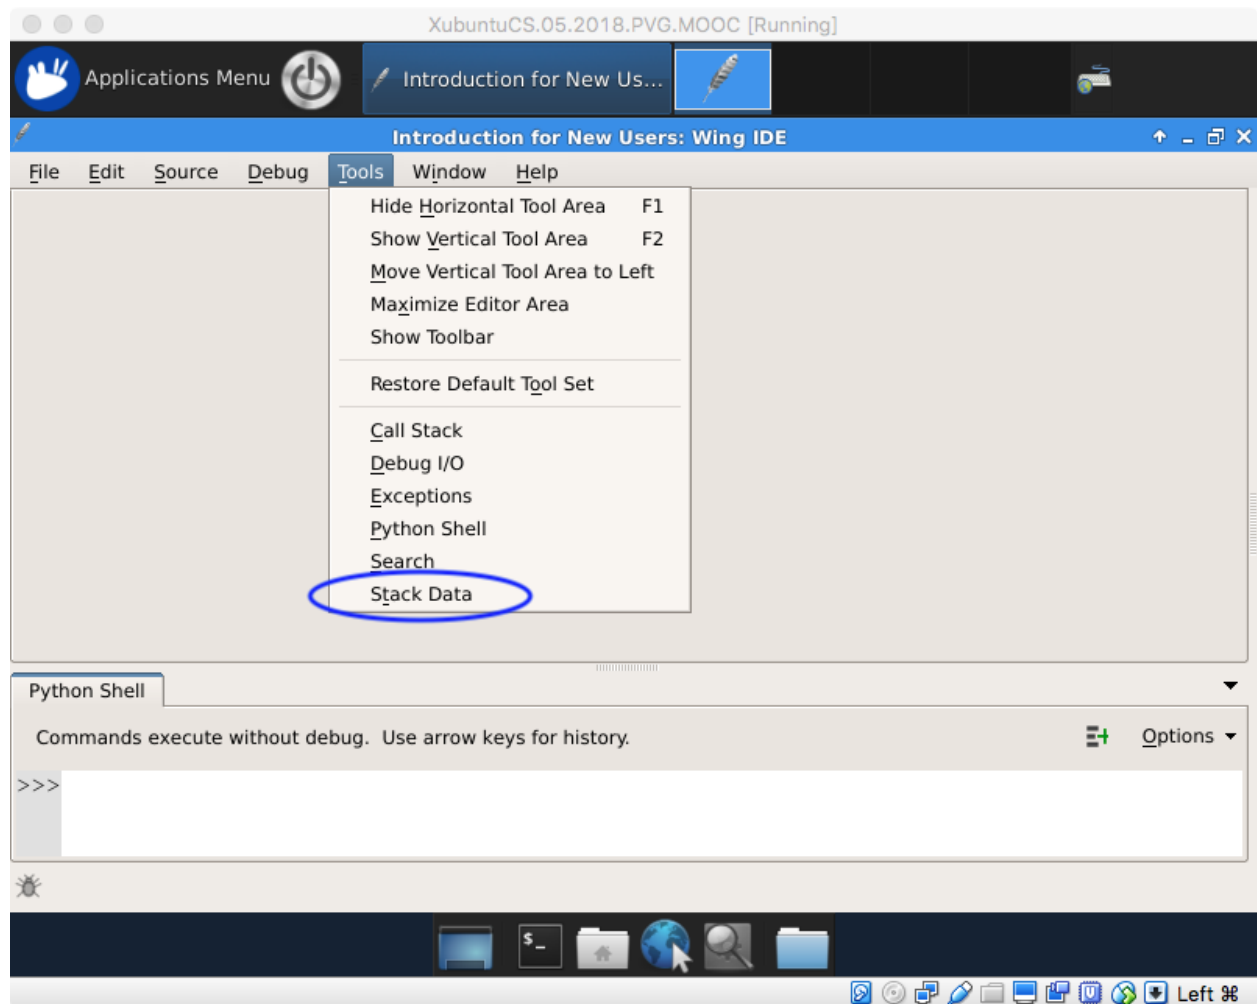 XubuntuCS.05.2018.PVG.MOOC [Running]
Applications Menu
Introduction for New Us...
Introduction for New Users: Wing IDE
File Edit Source Debug Tools Window Help
Hide Horizontal Tool Area F1
Show Vertical Tool Area F2
Move Vertical Tool Area to Left
Maximize Editor Area
Show Toolbar
Restore Default Tool Set
Call Stack
Debug I/O
Exceptions
Python Shell
Search
Stack Data
Python Shell
Commands execute without debug. Use arrow keys for history.
Options
>>>
$_
Left ⌘